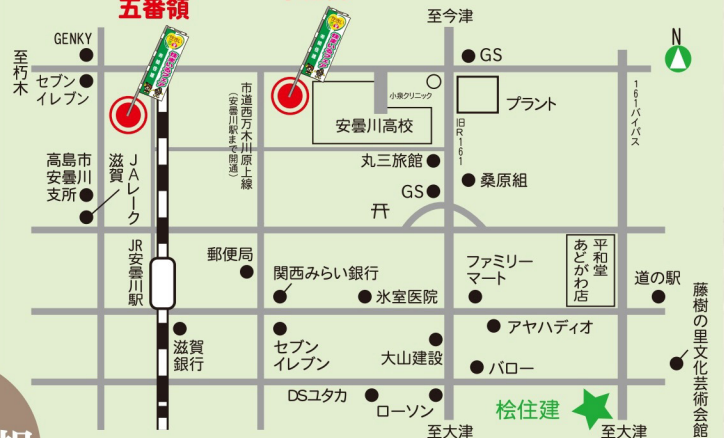 五番領
至今津
N
GENKY
至朽木
セブン
イレブン
GS
小泉クリニック
プラント
161バイパス
旧R161
市道西万木川原上線
(安曇川駅まで開通)
安曇川高校
丸三旅館
高島市
安曇川
支所
JAレーク
滋賀
GS
桑原組
JR安曇川駅
郵便局
関西みらい銀行
氷室医院
ファミリー
マート
平和堂
あどがわ店
道の駅
藤樹の里文化芸術会館
滋賀
銀行
セブン
イレブン
大山建設
アヤハディオ
バロー
DSユタカ
ローソン
桧住建
至大津
至大津